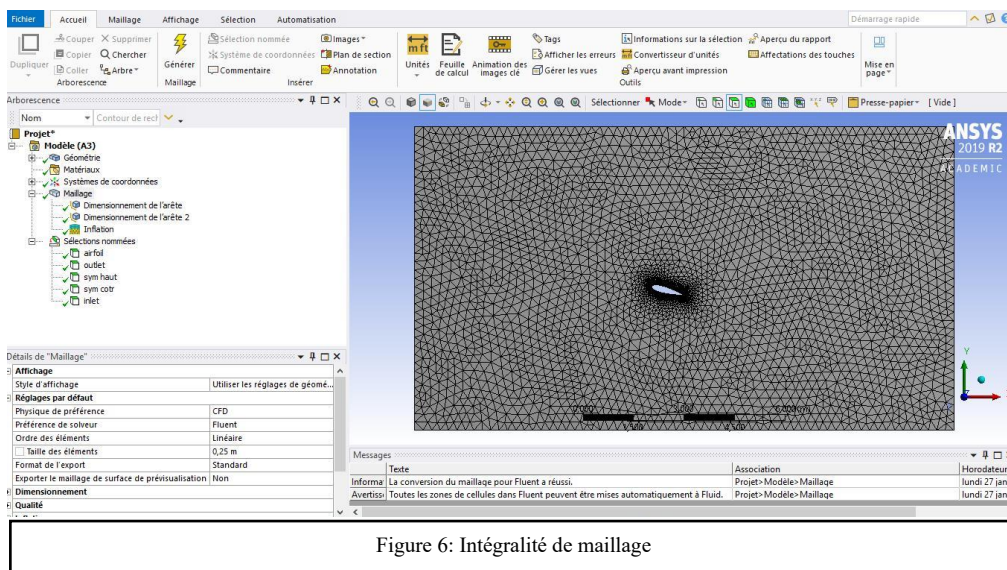 Fichier Accueil Maillage Affichage Sélection Automatisation Démarrage rapide
Dupliquer
Couper Supprimer
Copier Chercher
Coller Arbre
Arborescence
Générer
Maillage
Sélection nommée Images
Système de coordonnées Plan de section
Commentaire Annotation
Insérer
m ft
Unités Feuille de calcul Animation des images clé
Tags
Afficher les erreurs
Gérer les vues
Informations sur la sélection Aperçu du rapport
Convertisseur d'unités Affectations des touches
Aperçu avant impression
Outils
Mise en page
Arborescence
Nom Contour de rect
Sélectionner Mode Presse-papier [Vide]
Projet*
Modèle (A3)
Géométrie
Matériaux
Systèmes de coordonnées
Maillage
Dimensionnement de l'arête
Dimensionnement de l'arête 2
Inflation
Sélections nommées
airfoil
outlet
sym haut
sym cotr
inlet
ANSYS
2019 R2
ACADEMIC
Y
1,500 4,500
Détails de "Maillage"
Affichage
Style d'affichage Utiliser les réglages de géomé...
Réglages par défaut
Physique de préférence CFD
Préférence de solveur Fluent
Ordre des éléments Linéaire
Taille des éléments 0,25 m
Format de l'export Standard
Exporter le maillage de surface de prévisualisation Non
Dimensionnement
Qualité
Messages
Texte Association Horodateur
Informa La conversion du maillage pour Fluent a réussi. Projet>Modèle>Maillage lundi 27 jan
Avertiss Toutes les zones de cellules dans Fluent peuvent être mises automatiquement à Fluid. Projet>Modèle>Maillage lundi 27 jan
Figure 6: Intégralité de maillage